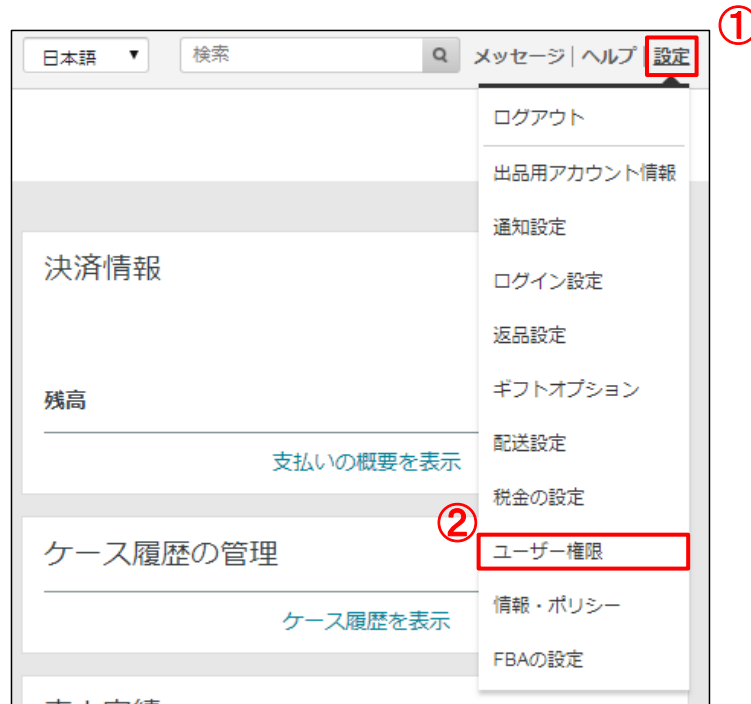 ①
日本語 ▼ 検索 メッセージ | ヘルプ | 設定
ログアウト
出品用アカウント情報
通知設定
決済情報
ログイン設定
返品設定
ギフトオプション
残高
配送設定
支払いの概要を表示
税金の設定
②
ユーザー権限
ケース履歴の管理
情報・ポリシー
ケース履歴を表示
FBAの設定